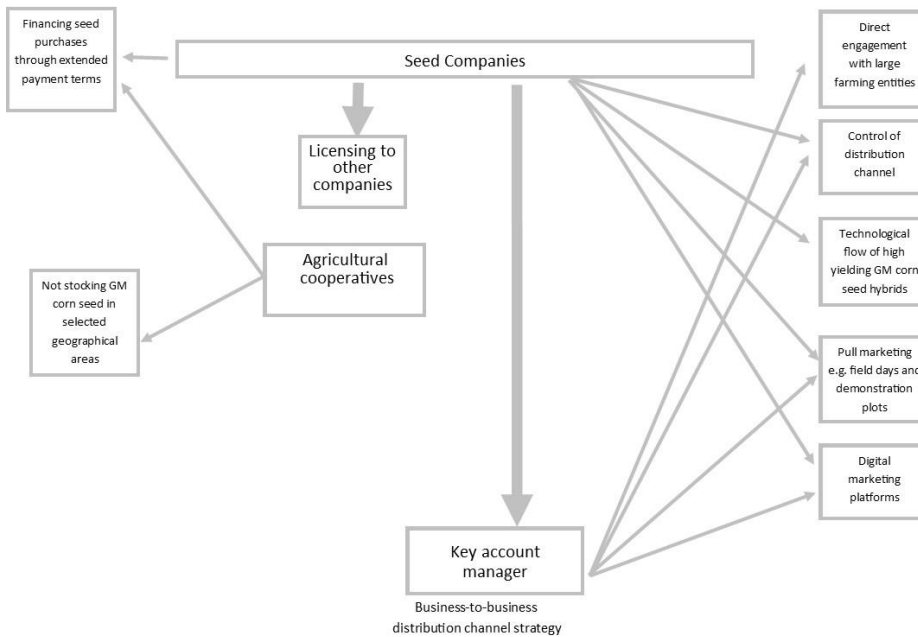 Financing seed
purchases
through extended
payment terms
Seed Companies
Direct
engagement
with large
farming entities
Licensing to
other
companies
Control of
distribution
channel
Agricultural
cooperatives
Technological
flow of high
yielding GM corn
seed hybrids
Not stocking GM
corn seed in
selected
geographical
areas
Pull marketing
e.g. field days and
demonstration
plots
Digital
marketing
platforms
Key account
manager
Business-to-business
distribution channel strategy